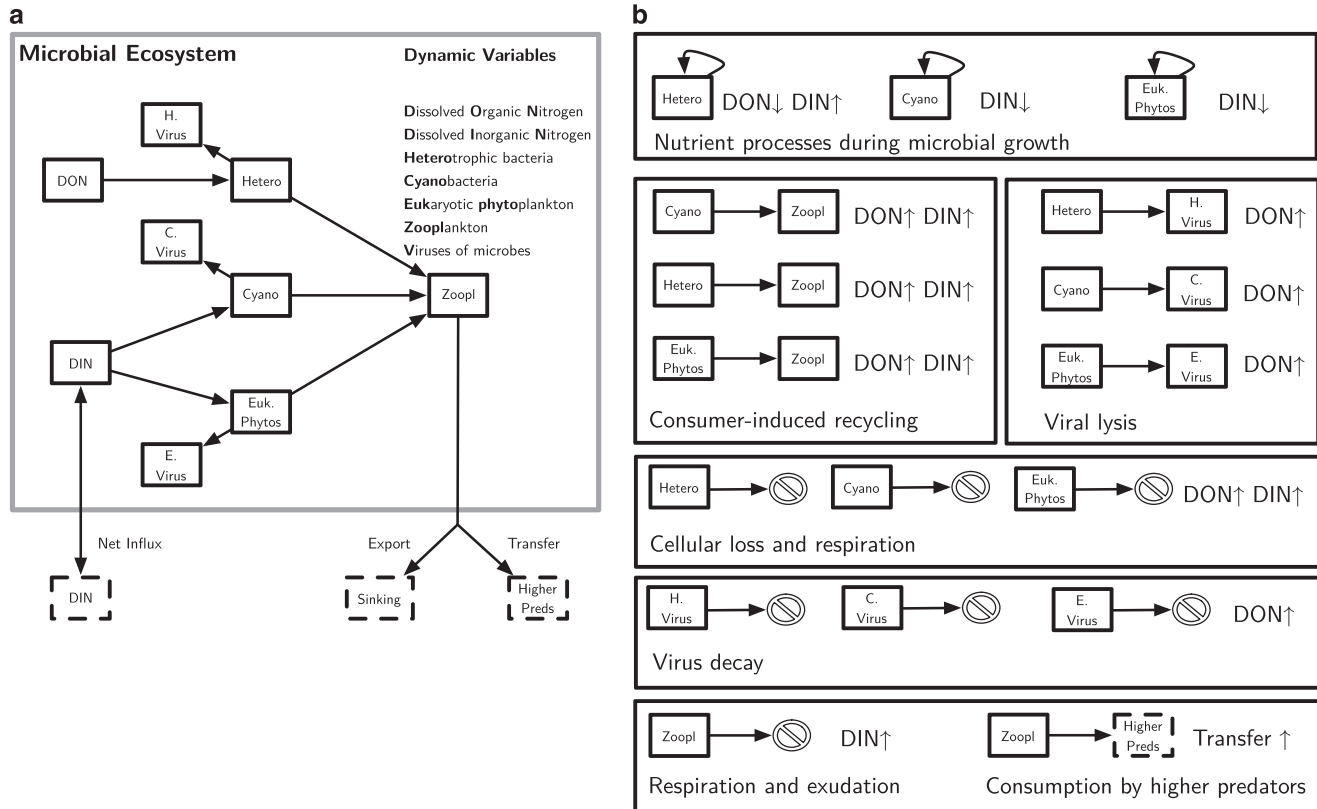 a
Microbial Ecosystem
Dynamic Variables
Dissolved Organic Nitrogen
Dissolved Inorganic Nitrogen
Heterotrophic bacteria
Cyanobacteria
Eukaryotic phytoplankton
Zooplankton
Viruses of microbes
H.
Virus
DON
Hetero
C.
Virus
Cyano
Zoopl
DIN
Euk.
Phytos
E.
Virus
Net Influx
Export
Transfer
DIN
Sinking
Higher
Preds
b
Hetero
DON↓ DIN↑
Cyano
DIN↓
Euk.
Phytos
DIN↓
Nutrient processes during microbial growth
Cyano
Zoopl
DON↑ DIN↑
Hetero
Zoopl
DON↑ DIN↑
Euk.
Phytos
Zoopl
DON↑ DIN↑
Consumer-induced recycling
Hetero
H.
Virus
DON↑
Cyano
C.
Virus
DON↑
Euk.
Phytos
E.
Virus
DON↑
Viral lysis
Hetero
Cyano
Euk.
Phytos
DON↑ DIN↑
Cellular loss and respiration
H.
Virus
C.
Virus
E.
Virus
DON↑
Virus decay
Zoopl
DIN↑
Respiration and exudation
Zoopl
Higher
Preds
Transfer ↑
Consumption by higher predators